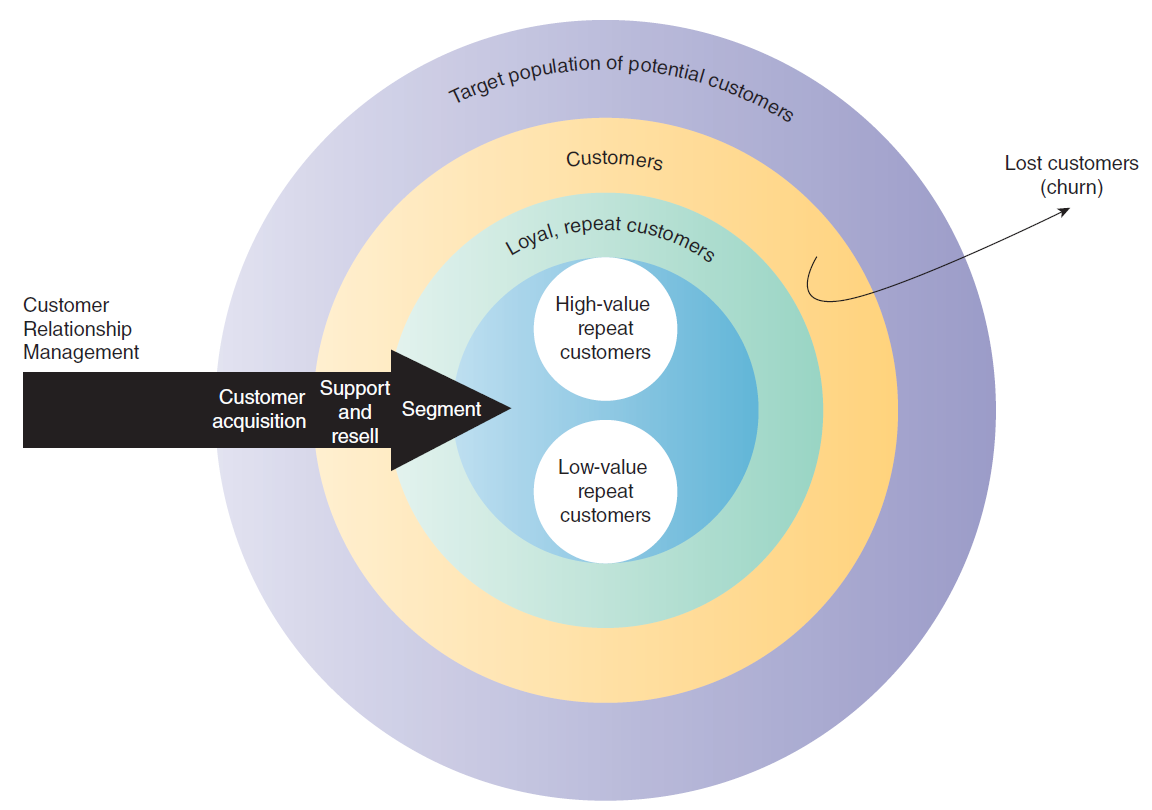 Target population of potential customers
Customers
Loyal, repeat customers
Lost customers
(churn)
High-value
repeat
customers
Customer
Relationship
Management
Customer
acquisition
Support
and
resell
Segment
Low-value
repeat
customers